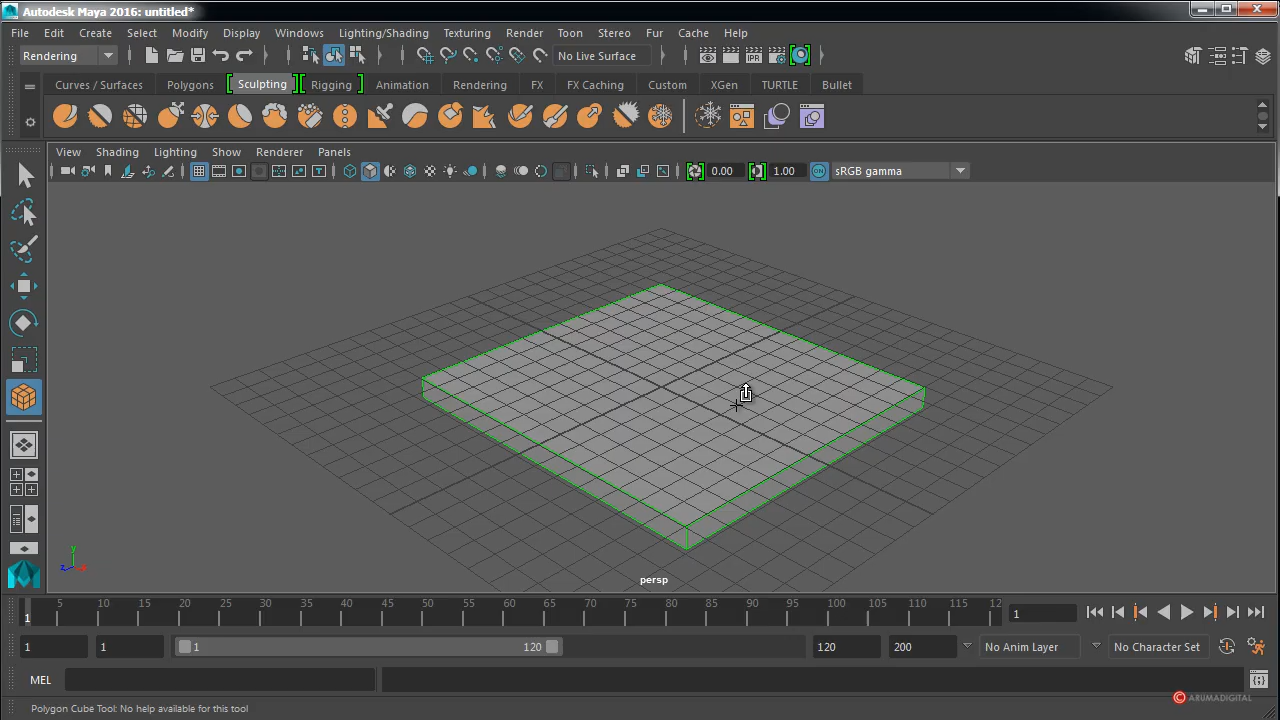 Autodesk Maya 2016: untitled*
File Edit Create Select Modify Display Windows Lighting/Shading Texturing Render Toon Stereo Fur Cache Help
Rendering No Live Surface IPR
Curves / Surfaces Polygons Sculpting Rigging Animation Rendering FX FX Caching Custom XGen TURTLE Bullet
View Shading Lighting Show Renderer Panels
0.00 1.00 ON sRGB gamma
y
z x
persp
5 10 15 20 25 30 35 40 45 50 55 60 65 70 75 80 85 90 95 100 105 110 115 12
1 1
1 1 1 120 120 200 No Anim Layer No Character Set
MEL
© ARUMADIGITAL
Polygon Cube Tool: No help available for this tool